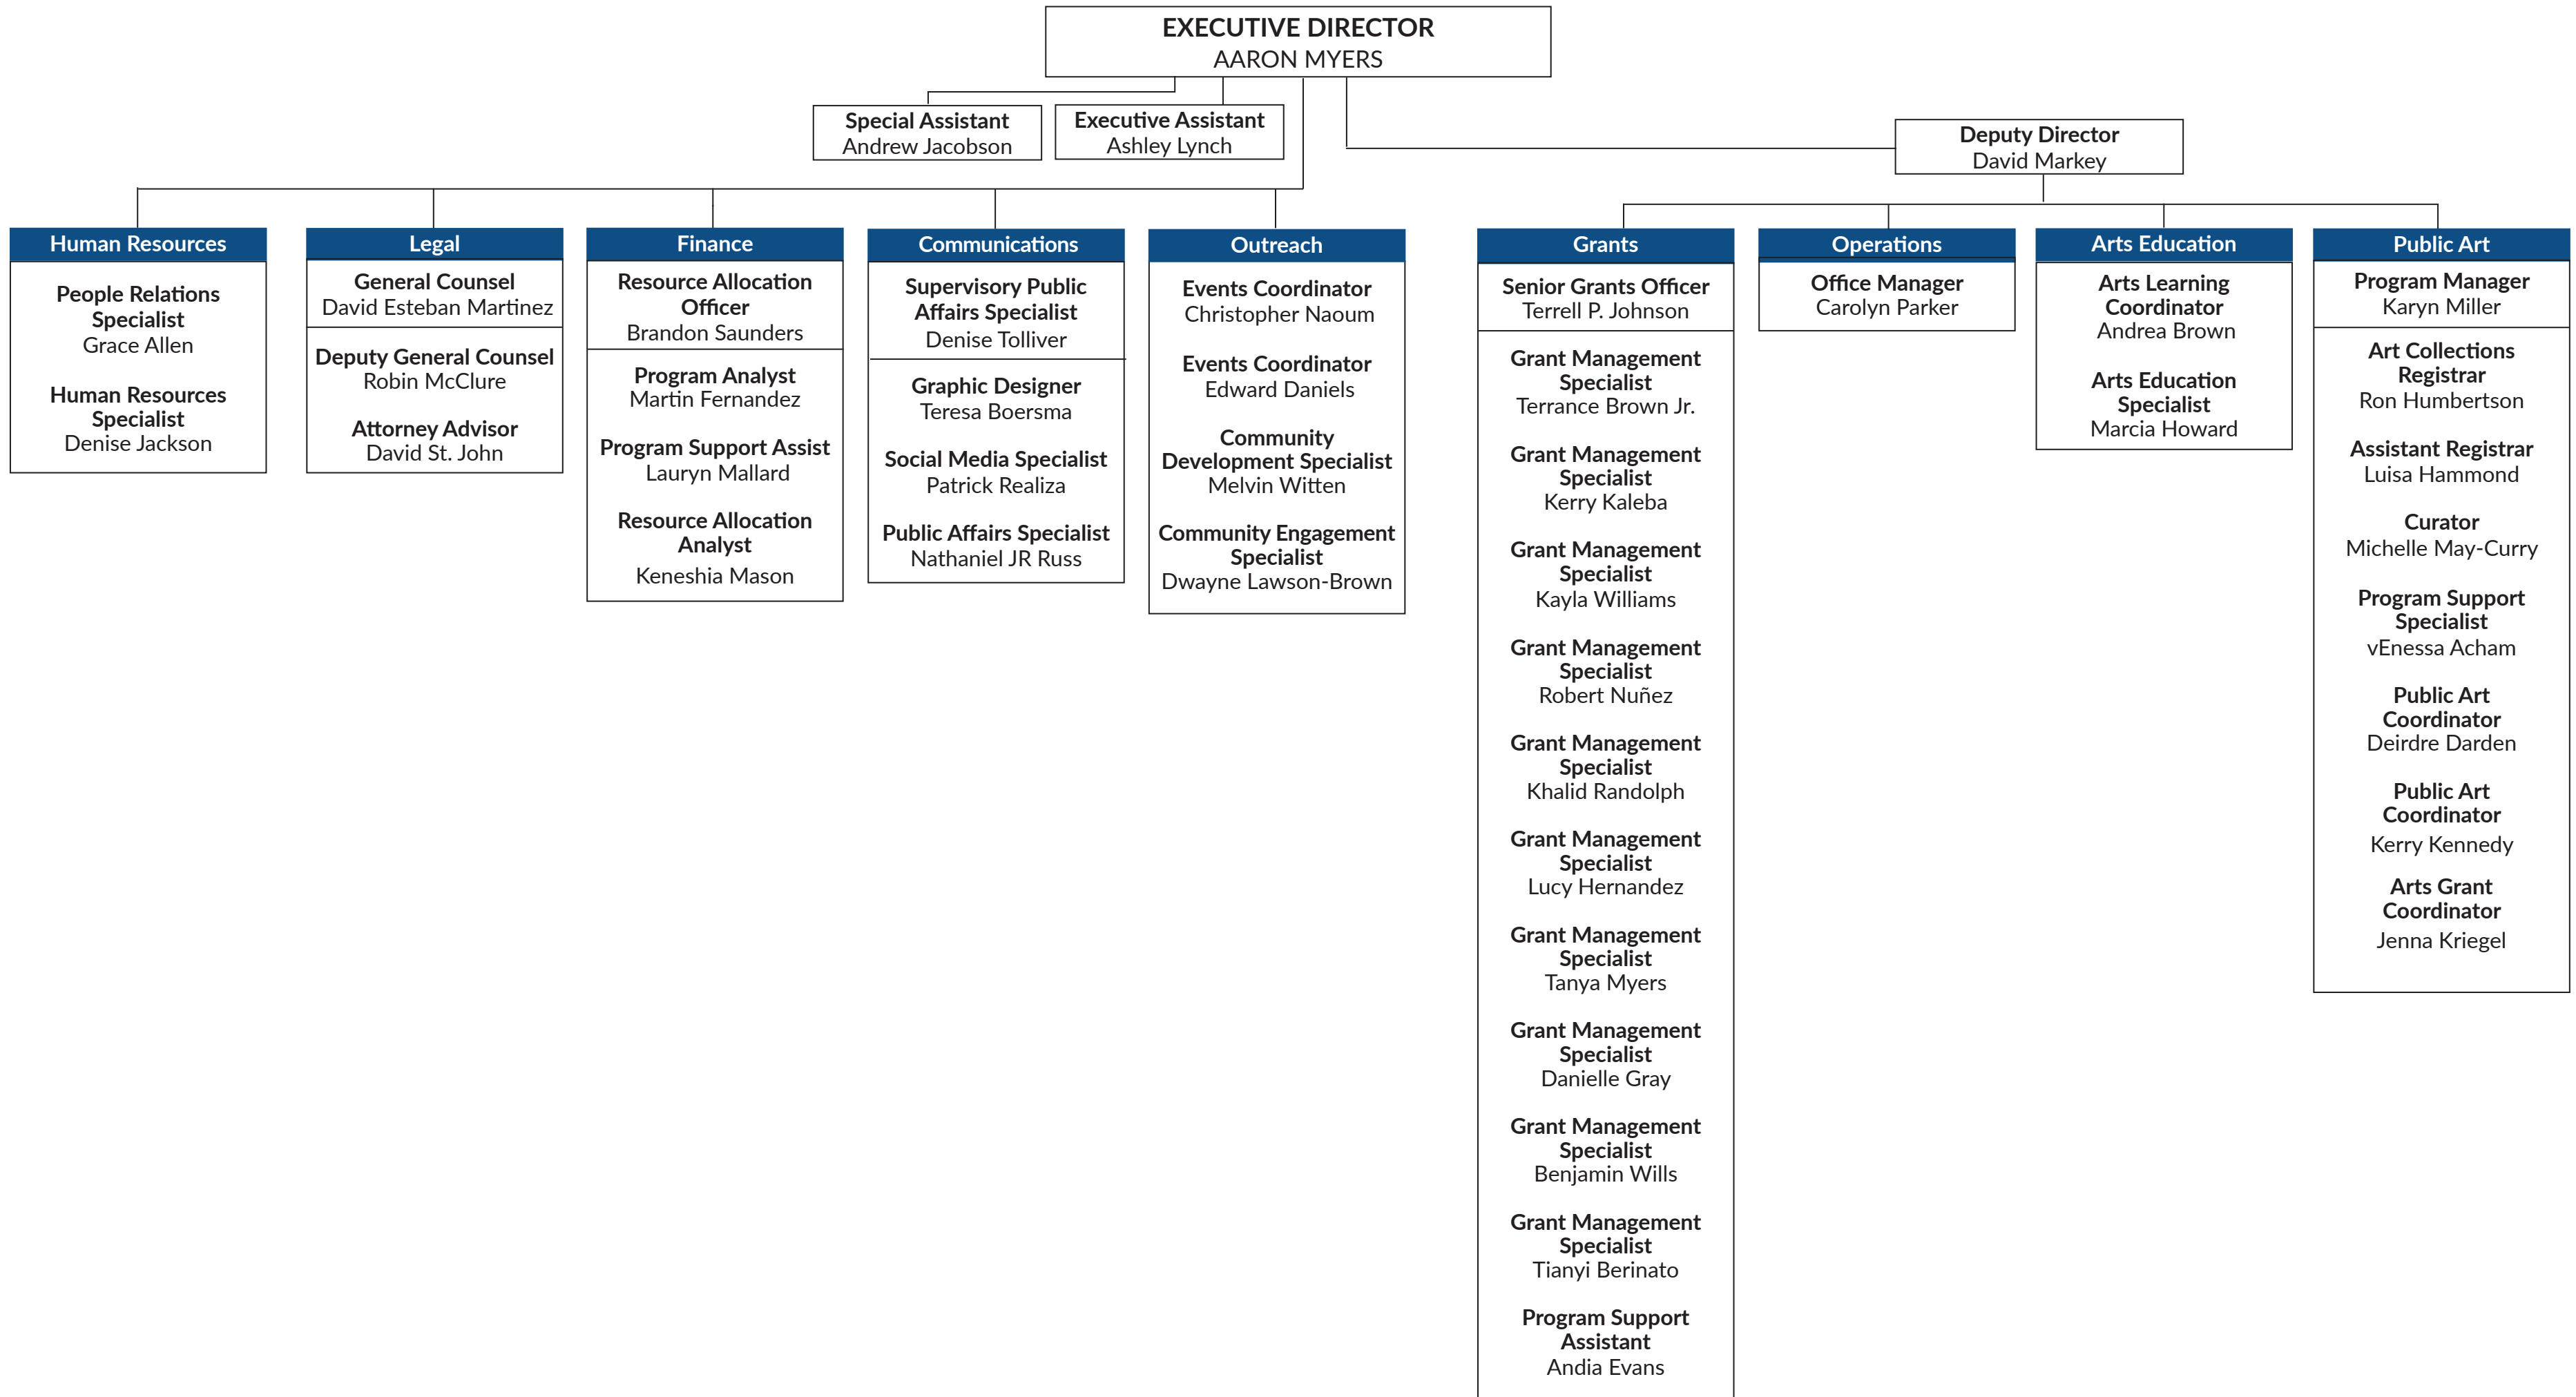 EXECUTIVE DIRECTOR
AARON MYERS
Special Assistant
Andrew Jacobson
Executive Assistant
Ashley Lynch
Deputy Director
David Markey
Human Resources
People Relations
Specialist
Grace Allen
Human Resources
Specialist
Denise Jackson
Legal
General Counsel
David Esteban Martinez
Deputy General Counsel
Robin McClure
Attorney Advisor
David St. John
Finance
Resource Allocation
Officer
Brandon Saunders
Program Analyst
Martin Fernandez
Program Support Assist
Lauryn Mallard
Resource Allocation
Analyst
Keneshia Mason
Communications
Supervisory Public
Affairs Specialist
Denise Tolliver
Graphic Designer
Teresa Boersma
Social Media Specialist
Patrick Realiza
Public Affairs Specialist
Nathaniel JR Russ
Outreach
Events Coordinator
Christopher Naoum
Events Coordinator
Edward Daniels
Community
Development Specialist
Melvin Witten
Community Engagement
Specialist
Dwayne Lawson-Brown
Grants
Senior Grants Officer
Terrell P. Johnson
Grant Management
Specialist
Terrance Brown Jr.
Grant Management
Specialist
Kerry Kaleba
Grant Management
Specialist
Kayla Williams
Grant Management
Specialist
Robert Nuñez
Grant Management
Specialist
Khalid Randolph
Grant Management
Specialist
Lucy Hernandez
Grant Management
Specialist
Tanya Myers
Grant Management
Specialist
Danielle Gray
Grant Management
Specialist
Benjamin Wills
Grant Management
Specialist
Tianyi Berinato
Program Support
Assistant
Andia Evans
Operations
Office Manager
Carolyn Parker
Arts Education
Arts Learning
Coordinator
Andrea Brown
Arts Education
Specialist
Marcia Howard
Public Art
Program Manager
Karyn Miller
Art Collections
Registrar
Ron Humbertson
Assistant Registrar
Luisa Hammond
Curator
Michelle May-Curry
Program Support
Specialist
vEnessa Acham
Public Art
Coordinator
Deirdre Darden
Public Art
Coordinator
Kerry Kennedy
Arts Grant
Coordinator
Jenna Kriegel